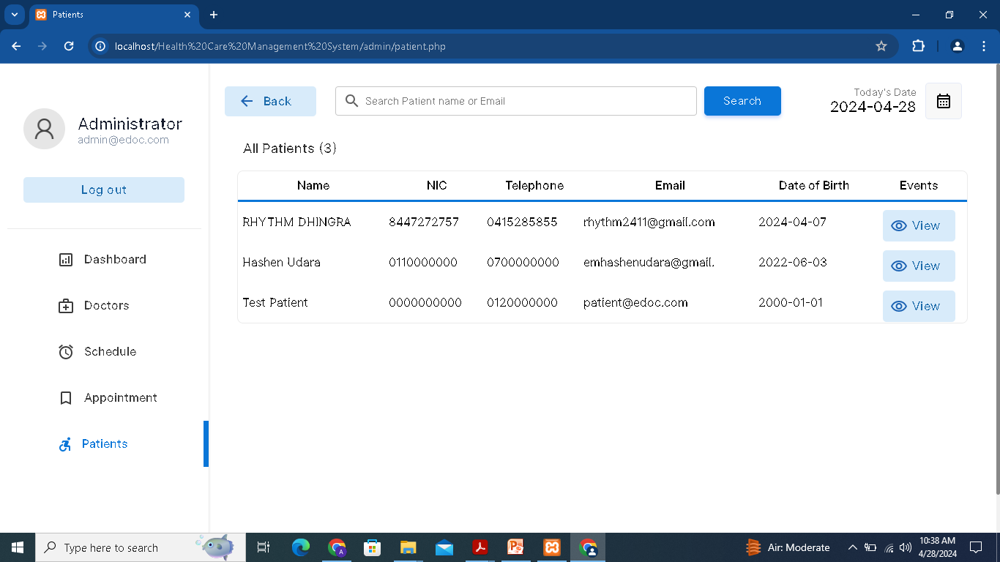 Patients
localhost/Health%20Care%20Management%20System/admin/patient.php
Administrator
admin@edoc.com
Log out
Dashboard
Doctors
Schedule
Appointment
Patients
Back
Search Patient name or Email
Search
Today's Date
2024-04-28
All Patients (3)
Name NIC Telephone Email Date of Birth Events
RHYTHM DHINGRA 8447272757 0415285855 rhythm2411@gmail.com 2024-04-07 View
Hashen Udara 0110000000 0700000000 emhashenudara@gmail. 2022-06-03 View
Test Patient 0000000000 0120000000 patient@edoc.com 2000-01-01 View
Type here to search
A
Air: Moderate
10:38 AM
4/28/2024